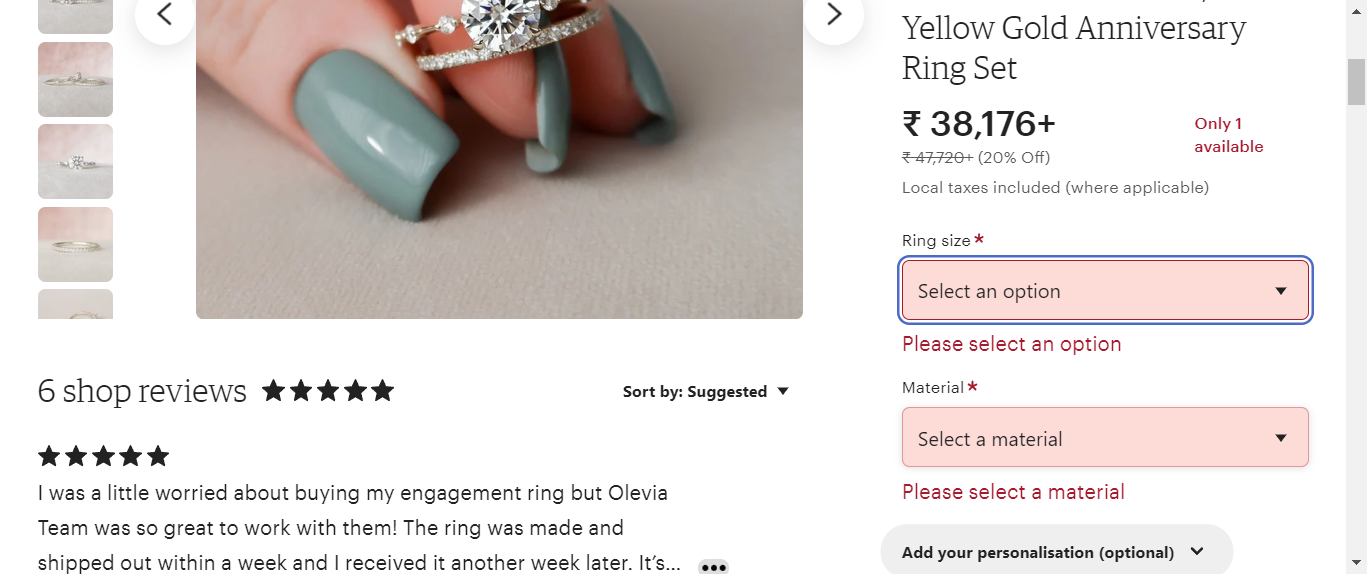 Yellow Gold Anniversary
Ring Set
₹ 38,176+
Only 1
available
₹ 47,720+ (20% Off)
Local taxes included (where applicable)
Ring size *
Select an option
Please select an option
Material *
Select a material
Please select a material
Add your personalisation (optional)
6 shop reviews
Sort by: Suggested
I was a little worried about buying my engagement ring but Olevia
Team was so great to work with them! The ring was made and
shipped out within a week and I received it another week later. It’s...